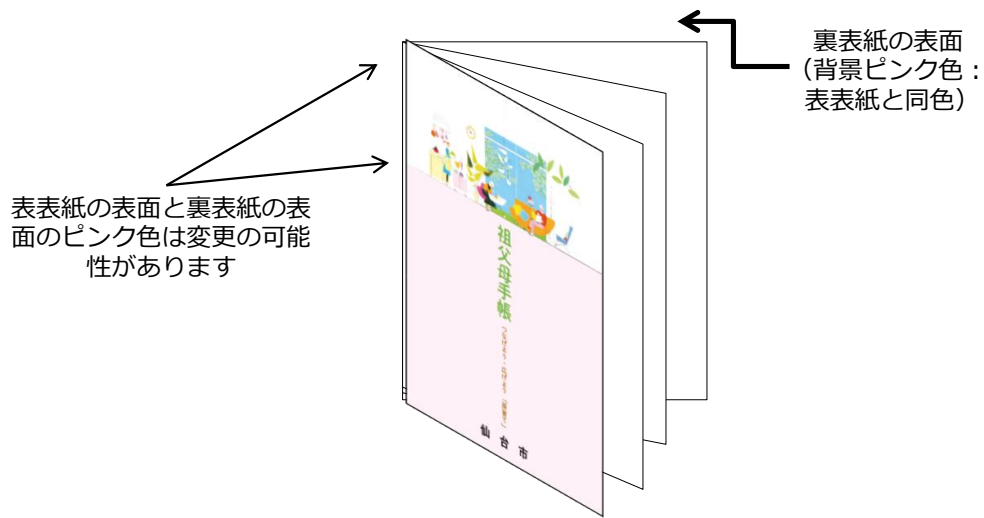 裏表紙の表面
（背景ピンク色：
表表紙と同色）
表表紙の表面と裏表紙の表
面のピンク色は変更の可能
性があります
祖父母手帳
仙台市